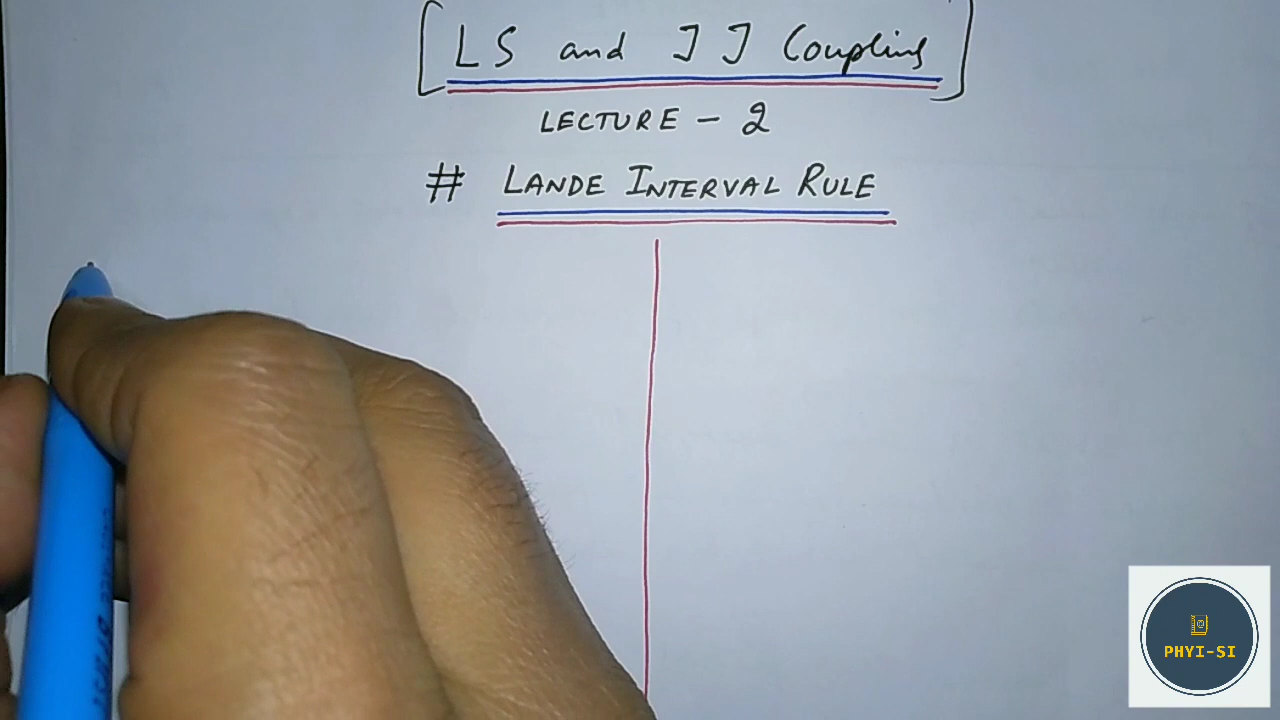 LS and JJ Coupling
LECTURE - 2
# LANDE INTERVAL RULE
PHYI-SI